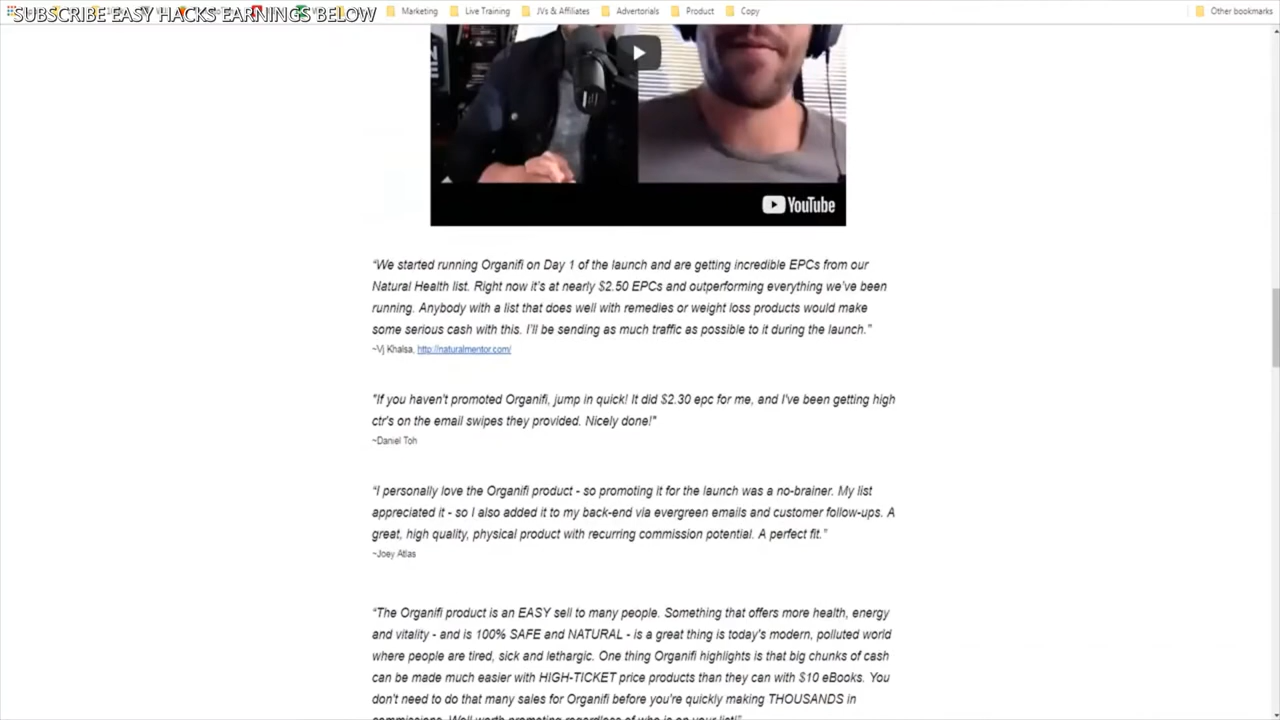 SUBSCRIBE EASY HACKS EARNINGS BELOW
Marketing
Live Training
JVs & Affiliates
Advertorials
Product
Copy
Other bookmarks
YouTube
“We started running Organifi on Day 1 of the launch and are getting incredible EPCs from our
Natural Health list. Right now it’s at nearly $2.50 EPCs and outperforming everything we’ve been
running. Anybody with a list that does well with remedies or weight loss products would make
some serious cash with this. I’ll be sending as much traffic as possible to it during the launch.”
~Vj Khalsa, http://naturalmentor.com/
"If you haven't promoted Organifi, jump in quick! It did $2.30 epc for me, and I've been getting high
ctr's on the email swipes they provided. Nicely done!"
~Daniel Toh
“I personally love the Organifi product - so promoting it for the launch was a no-brainer. My list
appreciated it - so I also added it to my back-end via evergreen emails and customer follow-ups. A
great, high quality, physical product with recurring commission potential. A perfect fit.”
~Joey Atlas
“The Organifi product is an EASY sell to many people. Something that offers more health, energy
and vitality - and is 100% SAFE and NATURAL - is a great thing is today's modern, polluted world
where people are tired, sick and lethargic. One thing Organifi highlights is that big chunks of cash
can be made much easier with HIGH-TICKET price products than they can with $10 eBooks. You
don't need to do that many sales for Organifi before you're quickly making THOUSANDS in
commissions. Well worth promoting regardless of who is on your list!”